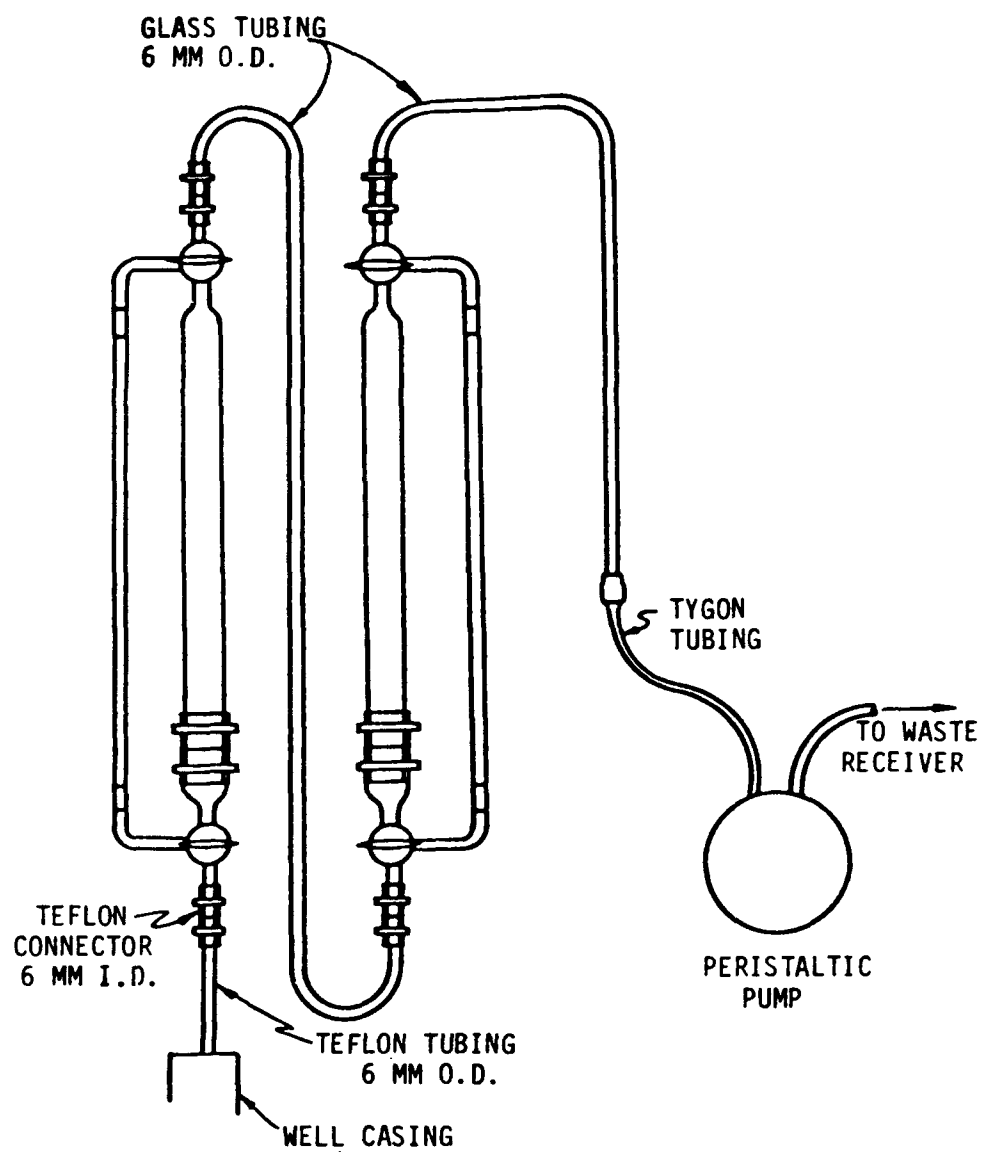 GLASS TUBING
6 MM O.D.
TYGON
TUBING
TO WASTE
RECEIVER
TEFLON
CONNECTOR
6 MM I.D.
PERISTALTIC
PUMP
TEFLON TUBING
6 MM O.D.
WELL CASING